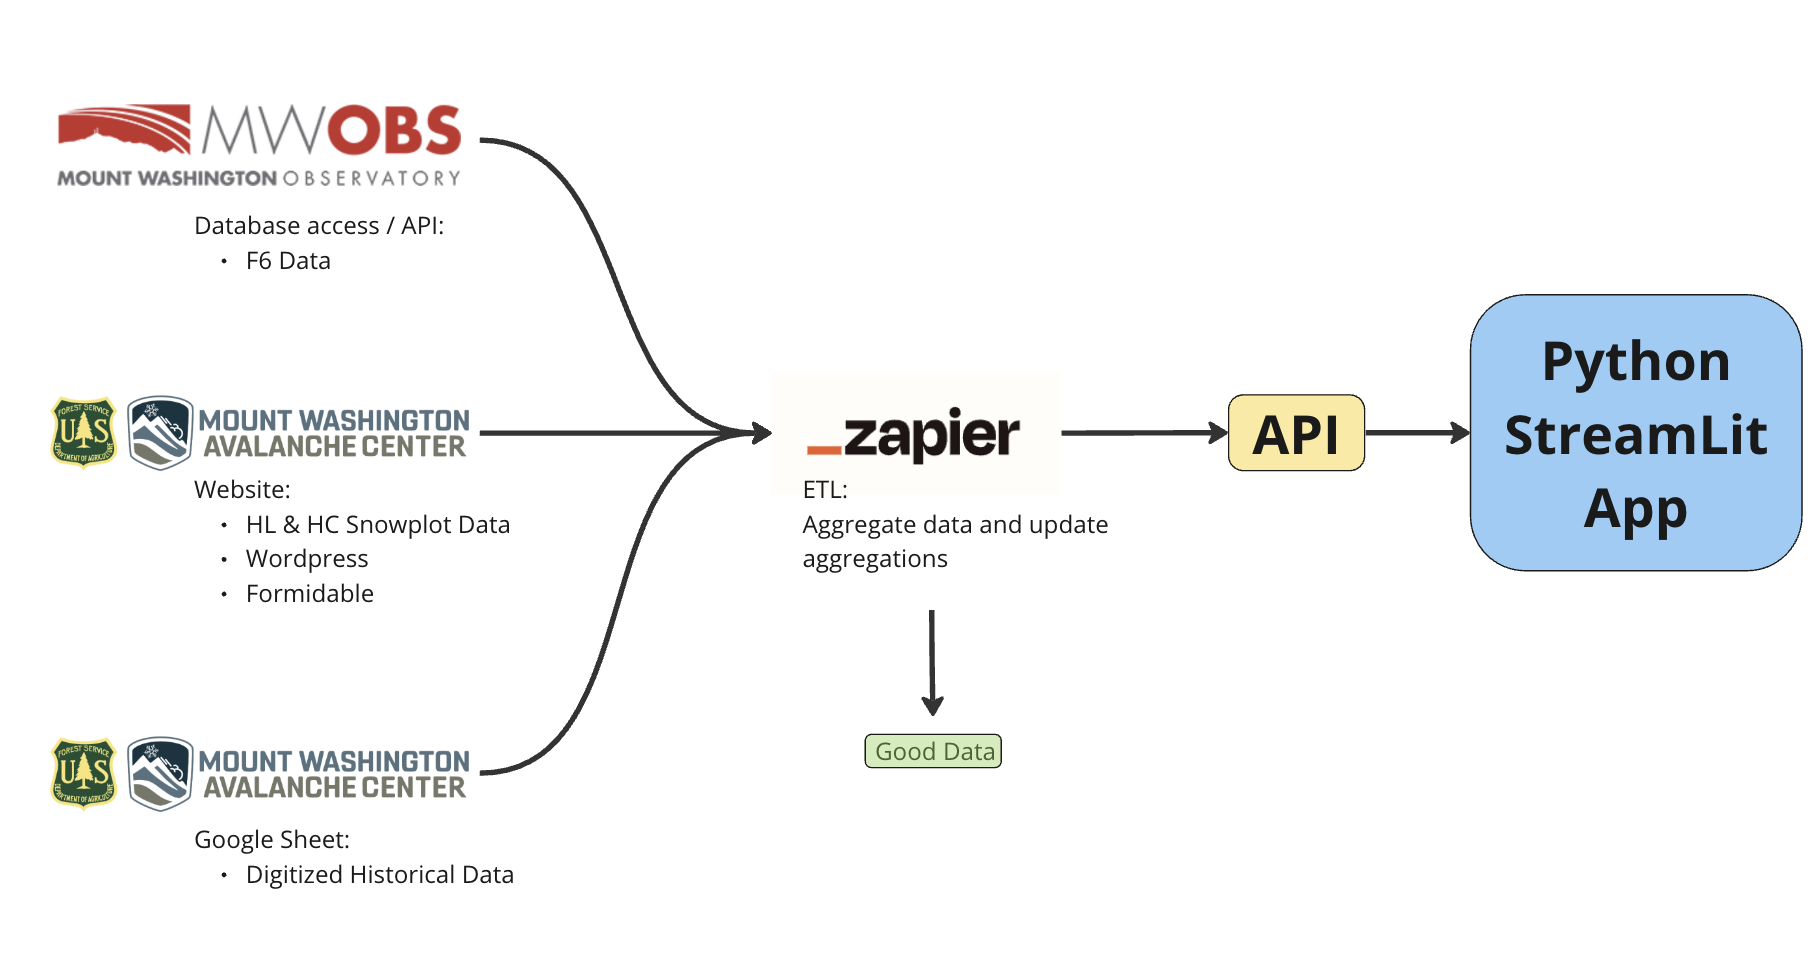 MWOBS
MOUNT WASHINGTON OBSERVATORY
Database access / API:
• F6 Data
FOREST SERVICE
U S
DEPARTMENT OF AGRICULTURE
MOUNT WASHINGTON
AVALANCHE CENTER
Website:
• HL & HC Snowplot Data
• Wordpress
• Formidable
FOREST SERVICE
U S
DEPARTMENT OF AGRICULTURE
MOUNT WASHINGTON
AVALANCHE CENTER
Google Sheet:
• Digitized Historical Data
_zapier
ETL:
Aggregate data and update
aggregations
Good Data
API
Python
StreamLit
App